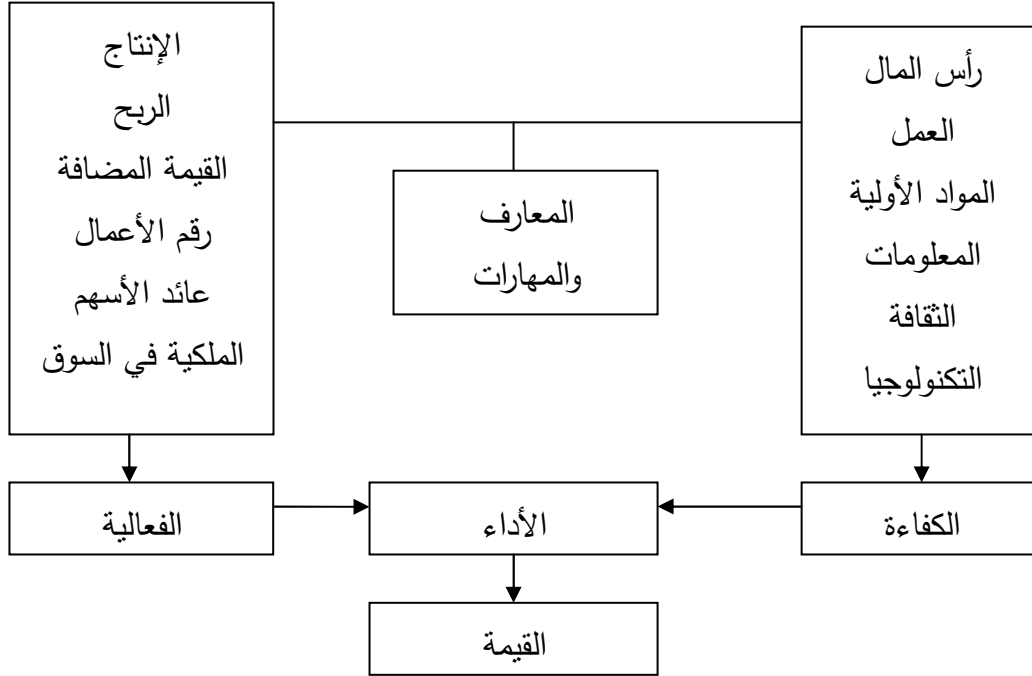 رأس المال
العمل
المواد الأولية
المعلومات
الثقافة
التكنولوجيا
المعارف
والمهارات
الإنتاج
الربح
القيمة المضافة
رقم الأعمال
عائد الأسهم
الملكية في السوق
الكفاءة
الأداء
الفعالية
القيمة